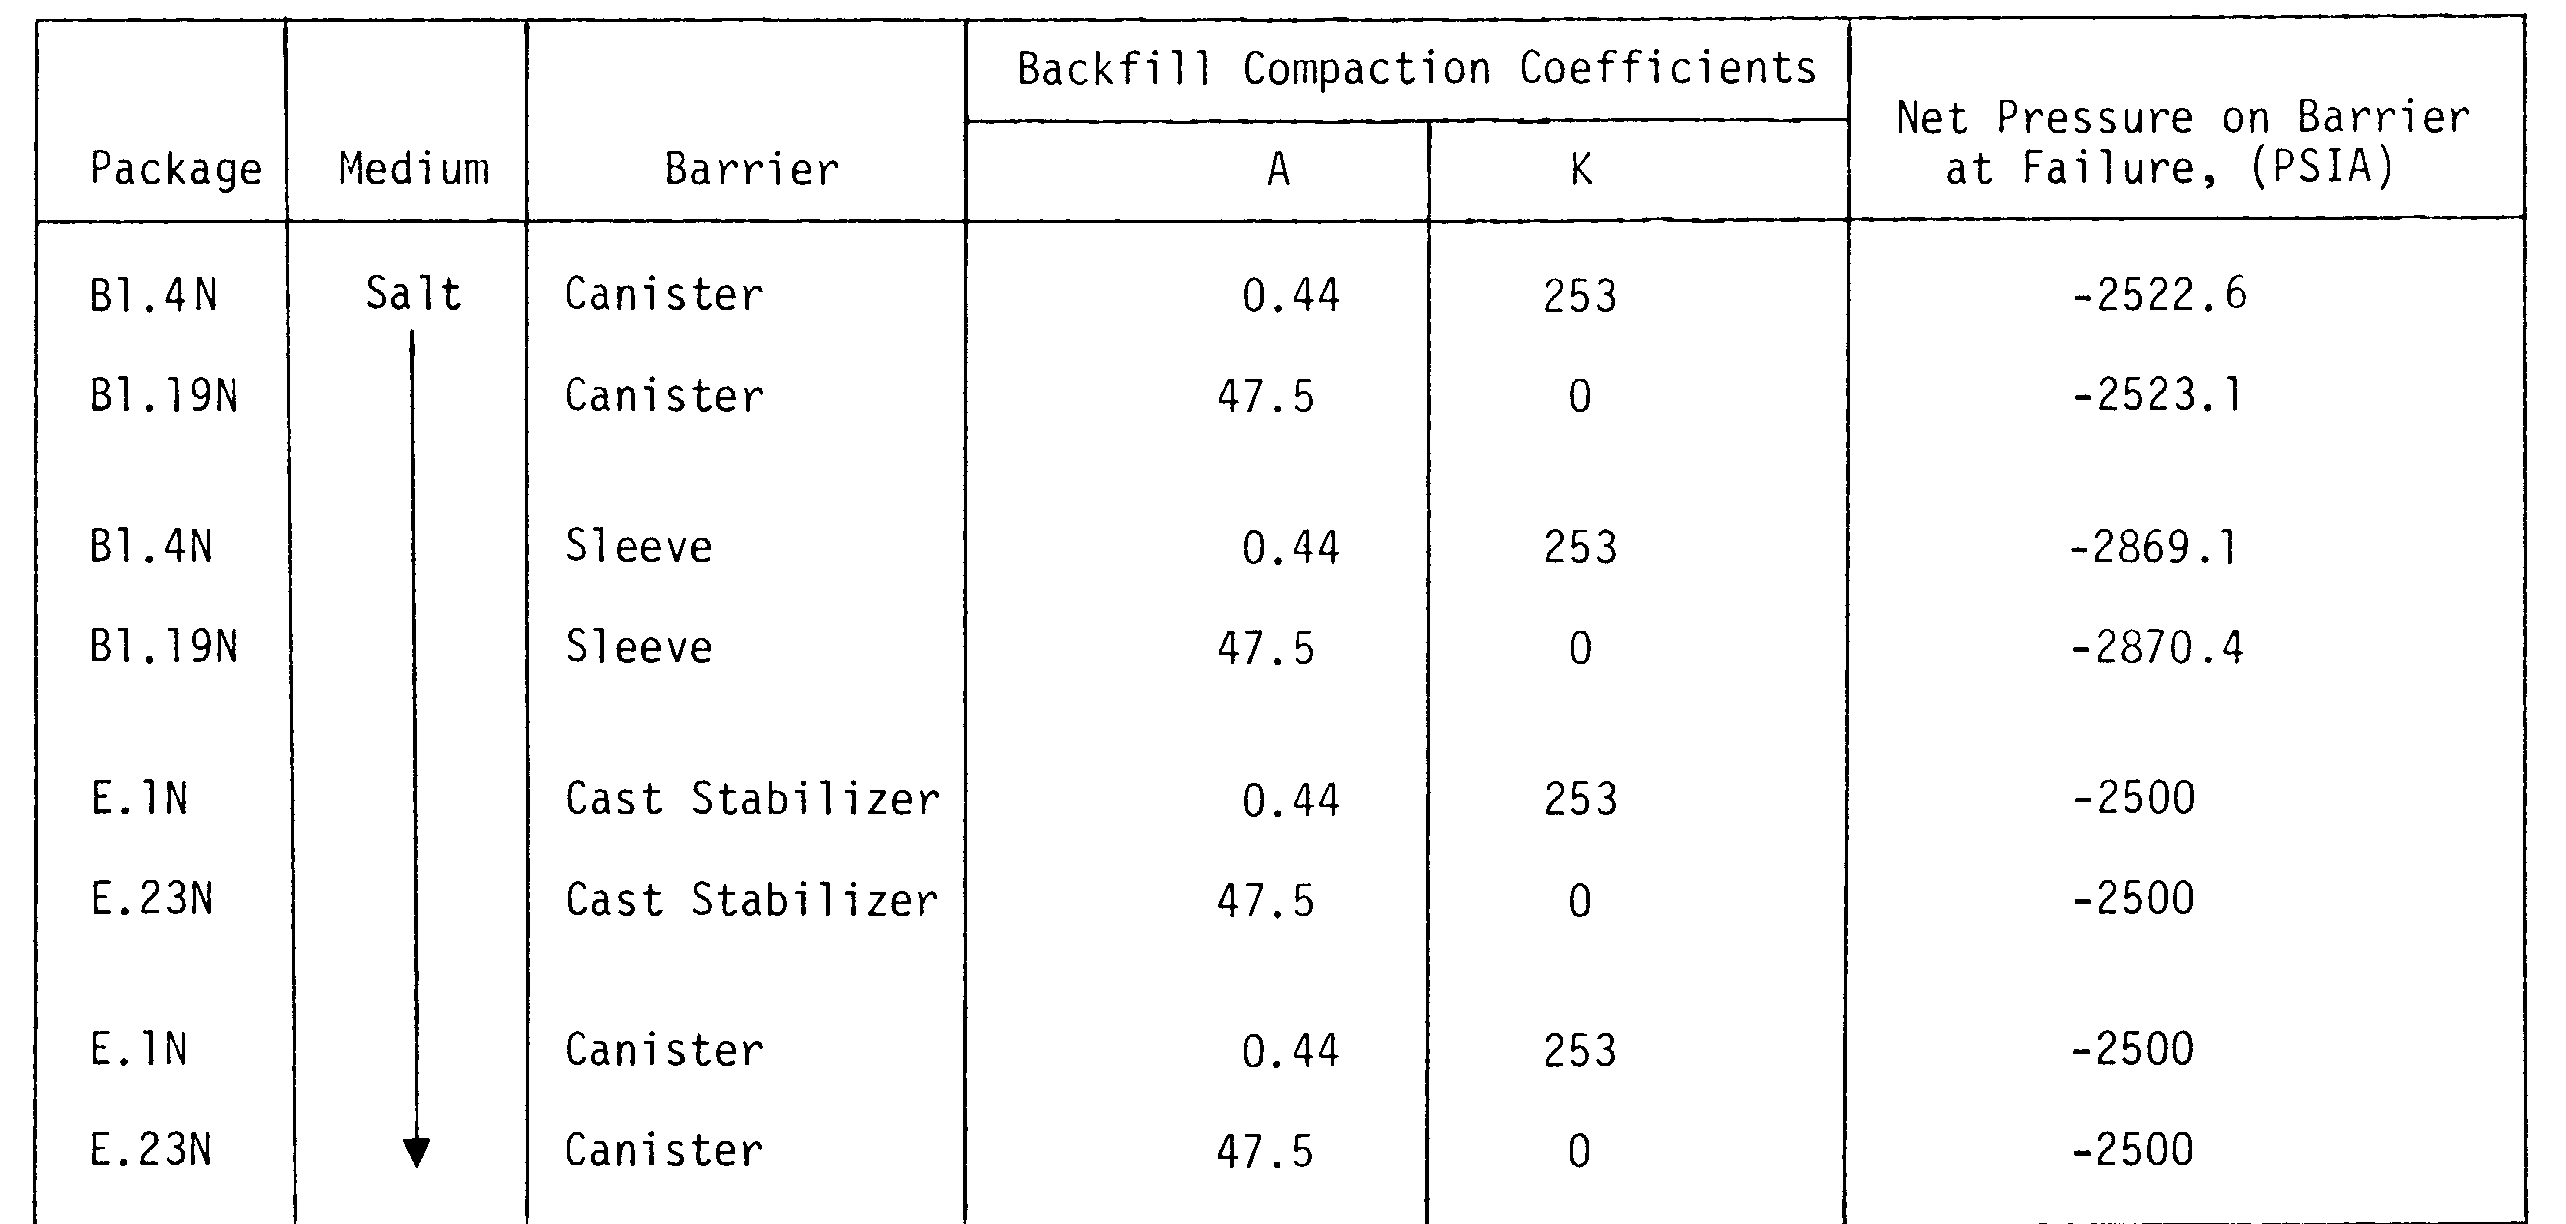 Backfill Compaction Coefficients
Net Pressure on Barrier
at Failure, (PSIA)
Package Medium Barrier A K
B1.4N Salt Canister 0.44 253 -2522.6
B1.19N Canister 47.5 0 -2523.1
B1.4N Sleeve 0.44 253 -2869.1
B1.19N Sleeve 47.5 0 -2870.4
E.1N Cast Stabilizer 0.44 253 -2500
E.23N Cast Stabilizer 47.5 0 -2500
E.1N Canister 0.44 253 -2500
E.23N Canister 47.5 0 -2500